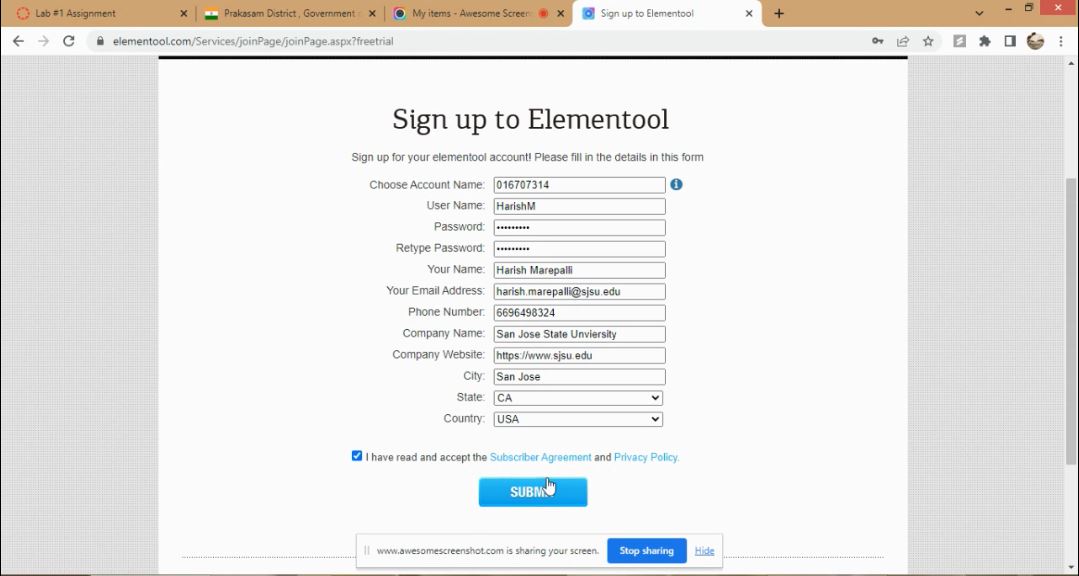 Lab #1 Assignment
Prakasam District , Government
My items - Awesome Screen
Sign up to Elementool
elementool.com/Services/joinPage/joinPage.aspx?freetrial
Sign up to Elementool
Sign up for your elementool account! Please fill in the details in this form
Choose Account Name: 016707314
User Name: HarishM
Password: •••••••••
Retype Password: •••••••••
Your Name: Harish Marepalli
Your Email Address: harish.marepalli@sjsu.edu
Phone Number: 6696498324
Company Name: San Jose State Unviersity
Company Website: https://www.sjsu.edu
City: San Jose
State: CA
Country: USA
I have read and accept the Subscriber Agreement and Privacy Policy.
SUBM
www.awesomescreenshot.com is sharing your screen. Stop sharing Hide